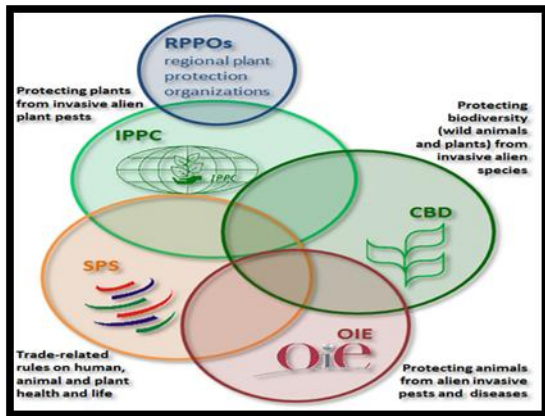 RPPOs
regional plant
protection
organizations
Protecting plants
from invasive alien
plant pests
IPPC
IPPC
Protecting
biodiversity
(wild animals
and plants) from
invasive alien
species
CBD
SPS
OIE
Oie
Trade-related
rules on human,
animal and plant
health and life
Protecting animals
from alien invasive
pests and diseases